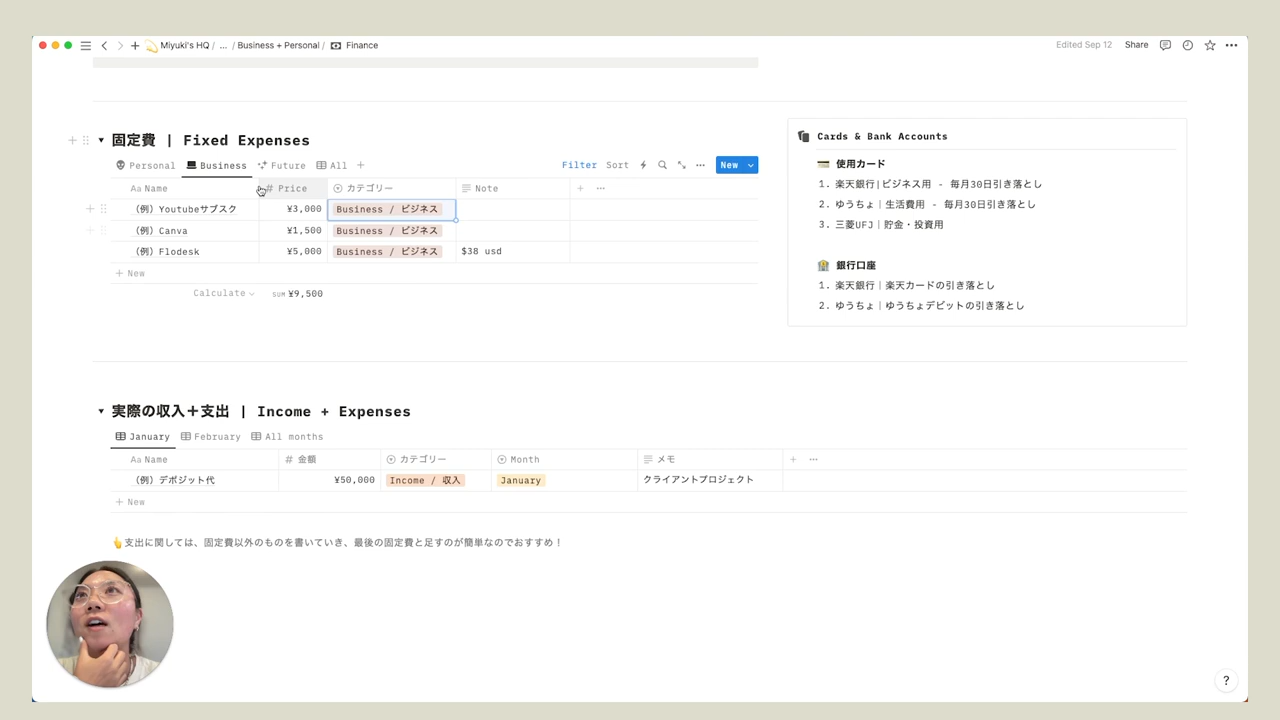 Miyuki's HQ / ... / Business + Personal / Finance
Edited Sep 12 Share
固定費 | Fixed Expenses
Personal Business Future All
Filter Sort New
Aa Name # Price カテゴリー Note
（例）Youtubeサブスク ¥3,000 Business / ビジネス
（例）Canva ¥1,500 Business / ビジネス
（例）Flodesk ¥5,000 Business / ビジネス $38 usd
+ New
Calculate SUM ¥9,500
Cards & Bank Accounts
使用カード
1. 楽天銀行|ビジネス用 - 毎月30日引き落とし
2. ゆうちょ｜生活費用 - 毎月30日引き落とし
3. 三菱UFJ｜貯金・投資用
銀行口座
1. 楽天銀行｜楽天カードの引き落とし
2. ゆうちょ｜ゆうちょデビットの引き落とし
実際の収入＋支出 | Income + Expenses
January February All months
Aa Name # 金額 カテゴリー Month メモ
（例）デポジット代 ¥50,000 Income / 収入 January クライアントプロジェクト
+ New
👆支出に関しては、固定費以外のものを書いていき、最後の固定費と足すのが簡単なのでおすすめ！
?